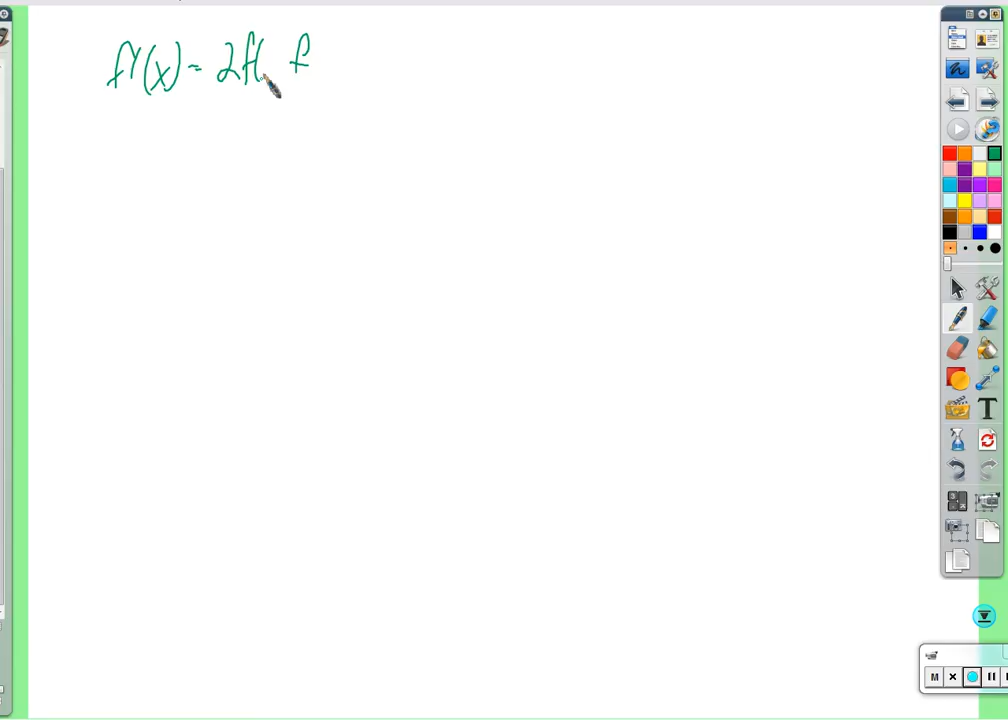 f'(x) = 2f( f
T
M